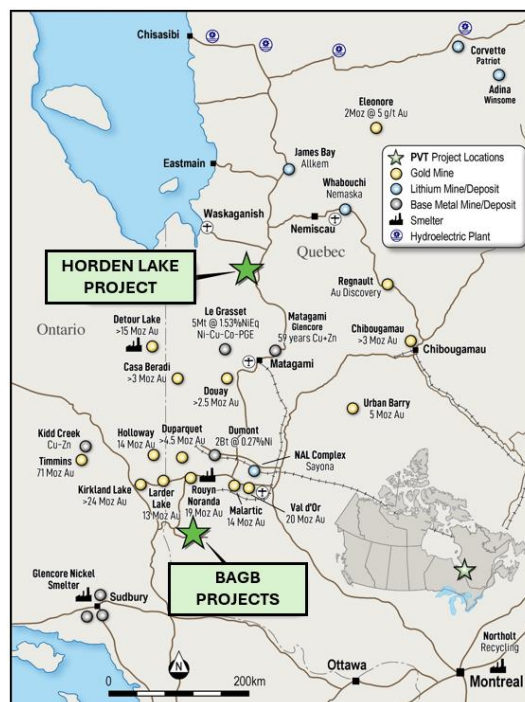 Chisasibi
Corvette
Patriot
Adina
Winsome
Eleonore
2Moz @ 5 g/t Au
PVT Project Locations
Gold Mine
Lithium Mine/Deposit
Base Metal Mine/Deposit
Smelter
Hydroelectric Plant
James Bay
Allkem
Eastmain
Whabouchi
Nemaska
Waskaganish
Nemiscau
Quebec
HORDEN LAKE
PROJECT
Regnault
Au Discovery
Ontario
Detour Lake
>15 Moz Au
Le Grasset
5Mt @ 1.53%NiEq
Ni-Cu-Co-PGE
Matagami
Glencore
59 years Cu+Zn
Chibougamau
>3 Moz Au
Chibougamau
Matagami
Casa Beradi
>3 Moz Au
Douay
>2.5 Moz Au
Urban Barry
5 Moz Au
Kidd Creek
Cu-Zn
Timmins
71 Moz Au
Holloway
14 Moz Au
Duparquet
>4.5 Moz Au
Dumont
2Bt @ 0.27%Ni
NAL Complex
Sayona
Kirkland Lake
>24 Moz Au
Larder
Lake
13 Moz Au
Rouyn
Noranda
19 Moz Au
Malartic
14 Moz Au
Val d'Or
20 Moz Au
BAGB
PROJECTS
Glencore Nickel
Smelter
Sudbury
Northolt
Recycling
N
0
200km
Ottawa
Montreal